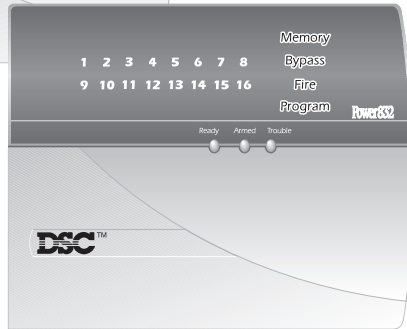 Memory
1 2 3 4 5 6 7 8 Bypass
9 10 11 12 13 14 15 16 Fire
Program
Power832
Ready Armed Trouble
DSC™